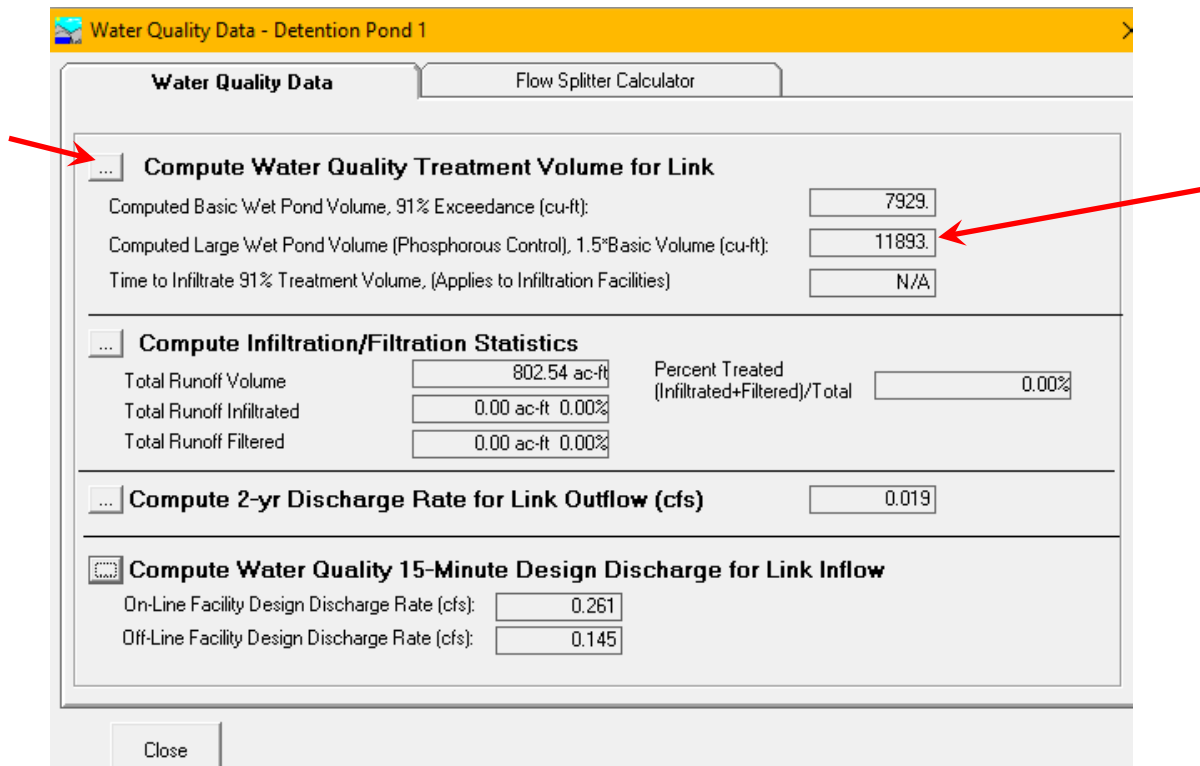 Water Quality Data - Detention Pond 1
Water Quality Data
Flow Splitter Calculator
... Compute Water Quality Treatment Volume for Link
Computed Basic Wet Pond Volume, 91% Exceedance (cu-ft): 7929.
Computed Large Wet Pond Volume (Phosphorous Control), 1.5*Basic Volume (cu-ft): 11893.
Time to Infiltrate 91% Treatment Volume, (Applies to Infiltration Facilities) N/A
... Compute Infiltration/Filtration Statistics
Total Runoff Volume 802.54 ac-ft
Total Runoff Infiltrated 0.00 ac-ft 0.00%
Total Runoff Filtered 0.00 ac-ft 0.00%
Percent Treated
(Infiltrated+Filtered)/Total 0.00%
... Compute 2-yr Discharge Rate for Link Outflow (cfs) 0.019
... Compute Water Quality 15-Minute Design Discharge for Link Inflow
On-Line Facility Design Discharge Rate (cfs): 0.261
Off-Line Facility Design Discharge Rate (cfs): 0.145
Close